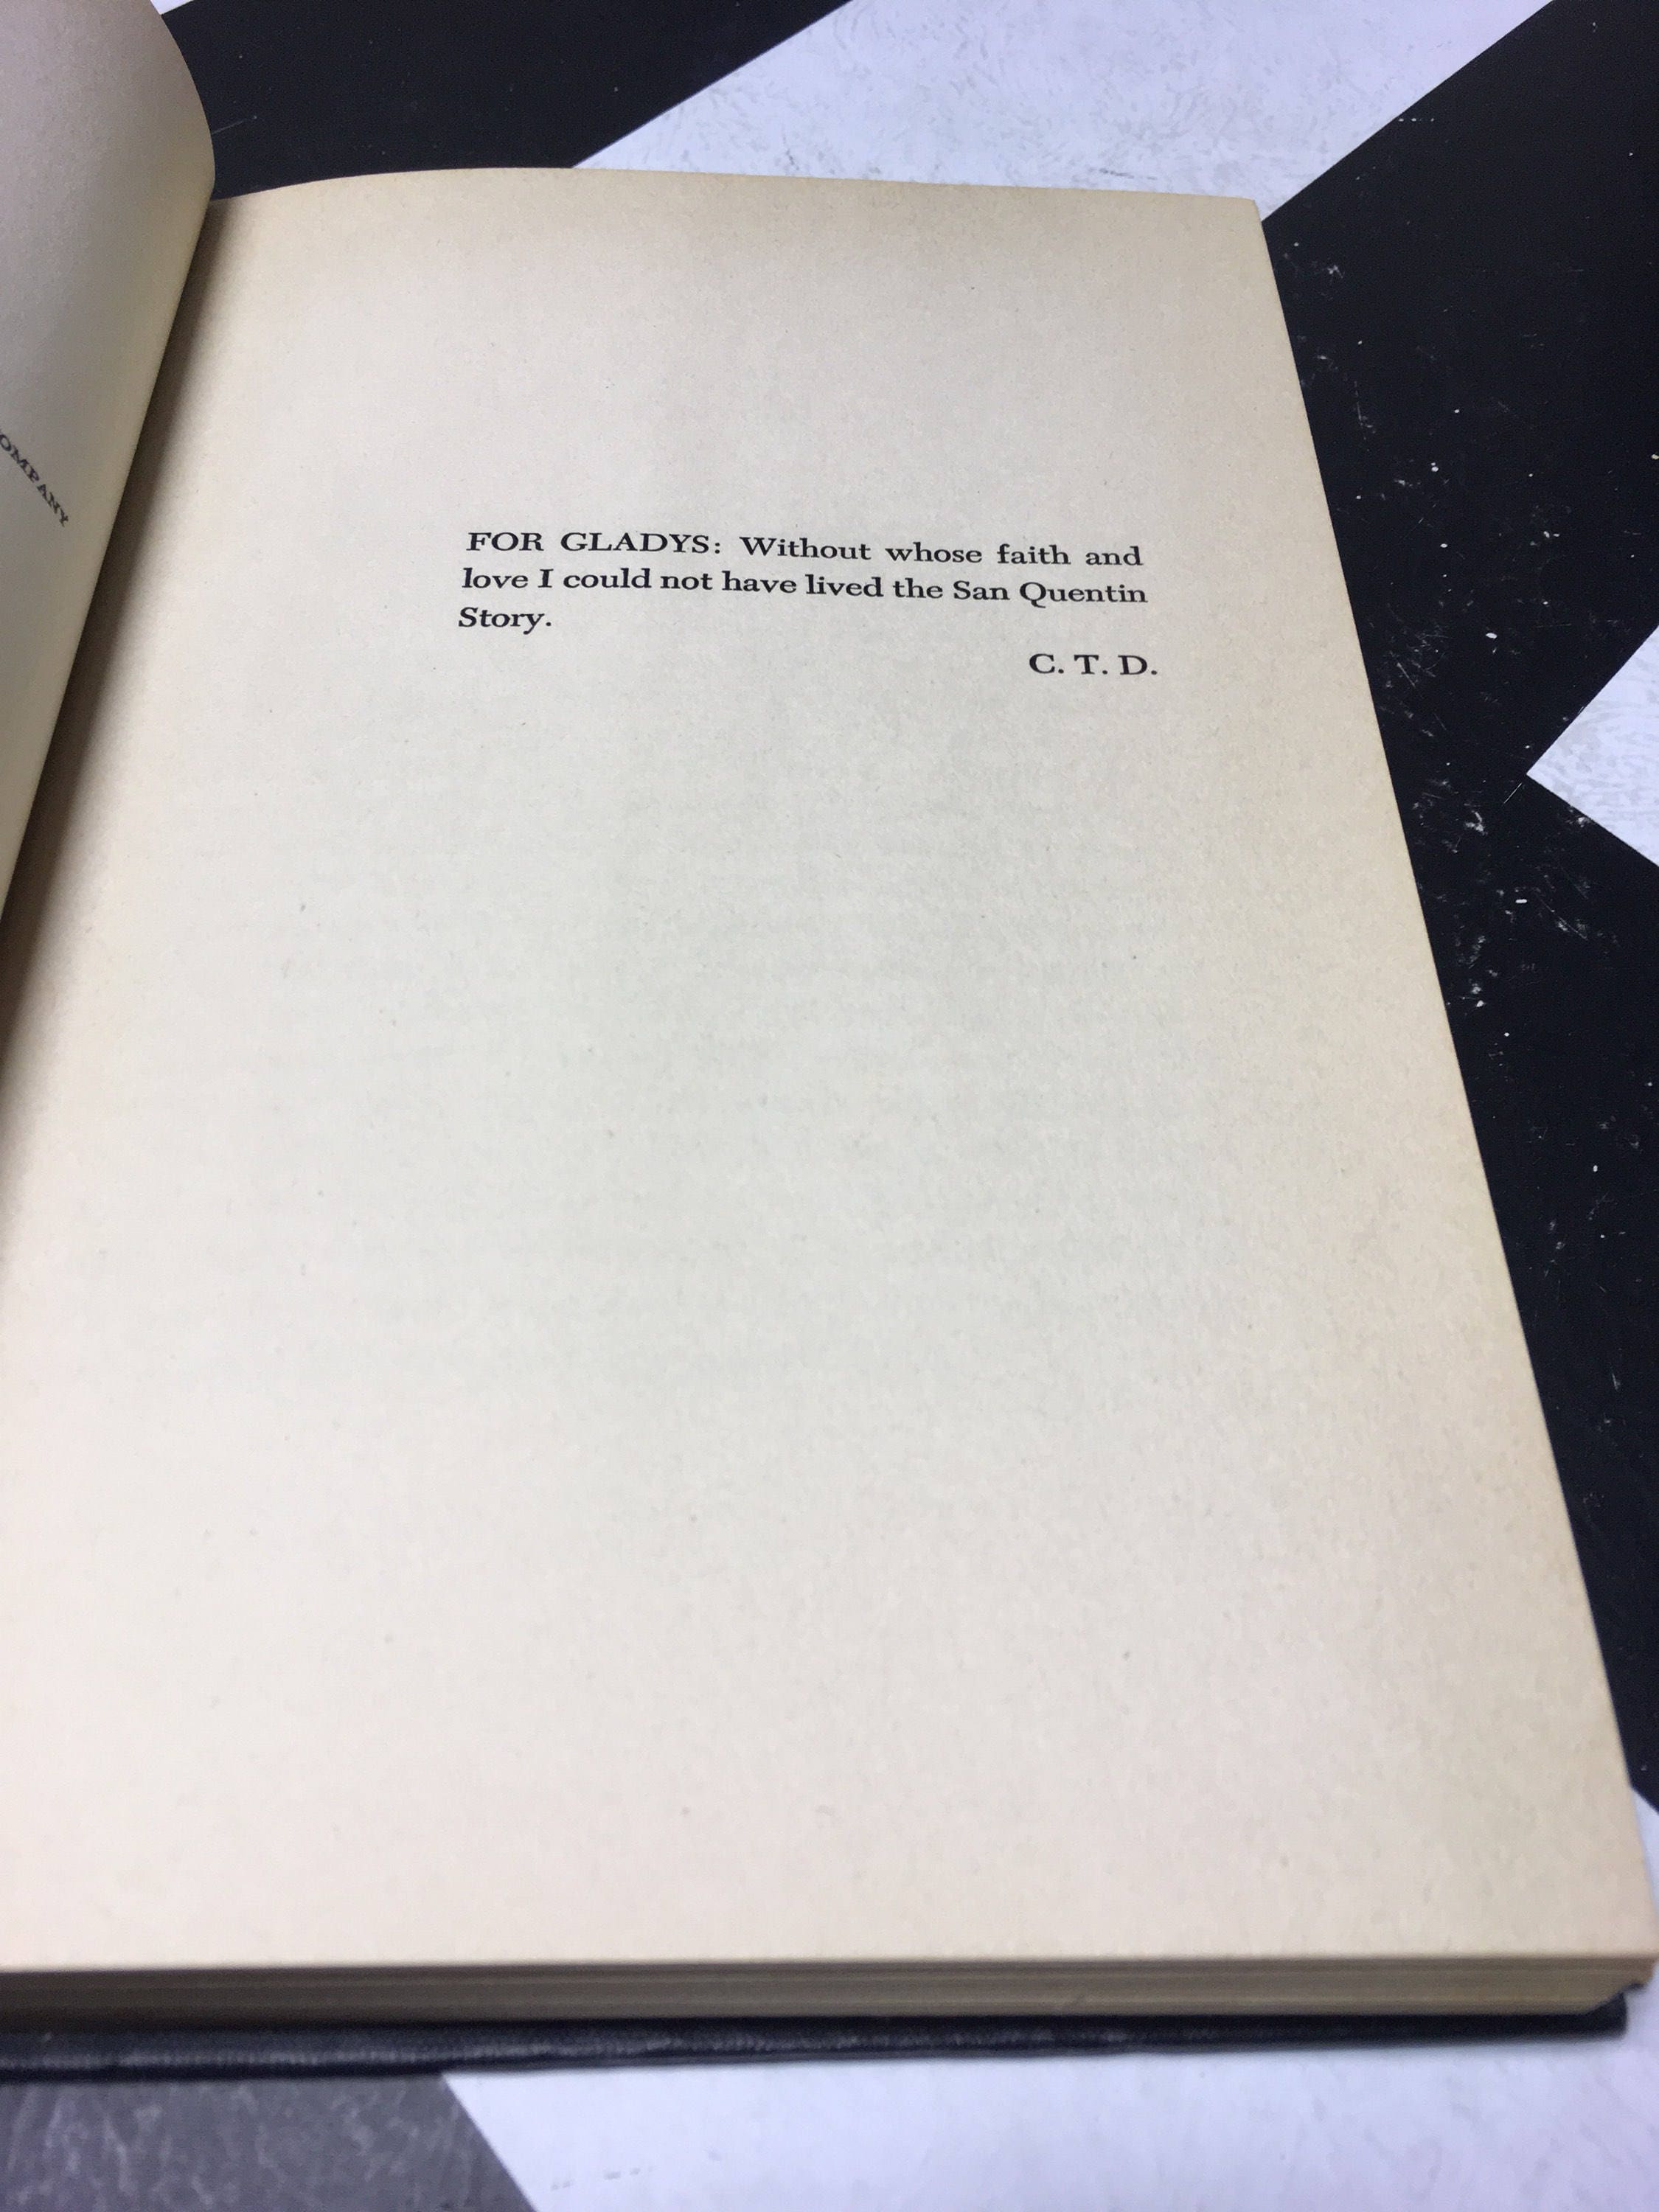 OMPANY
FOR GLADYS: Without whose faith and
love I could not have lived the San Quentin
Story.
C. T. D.